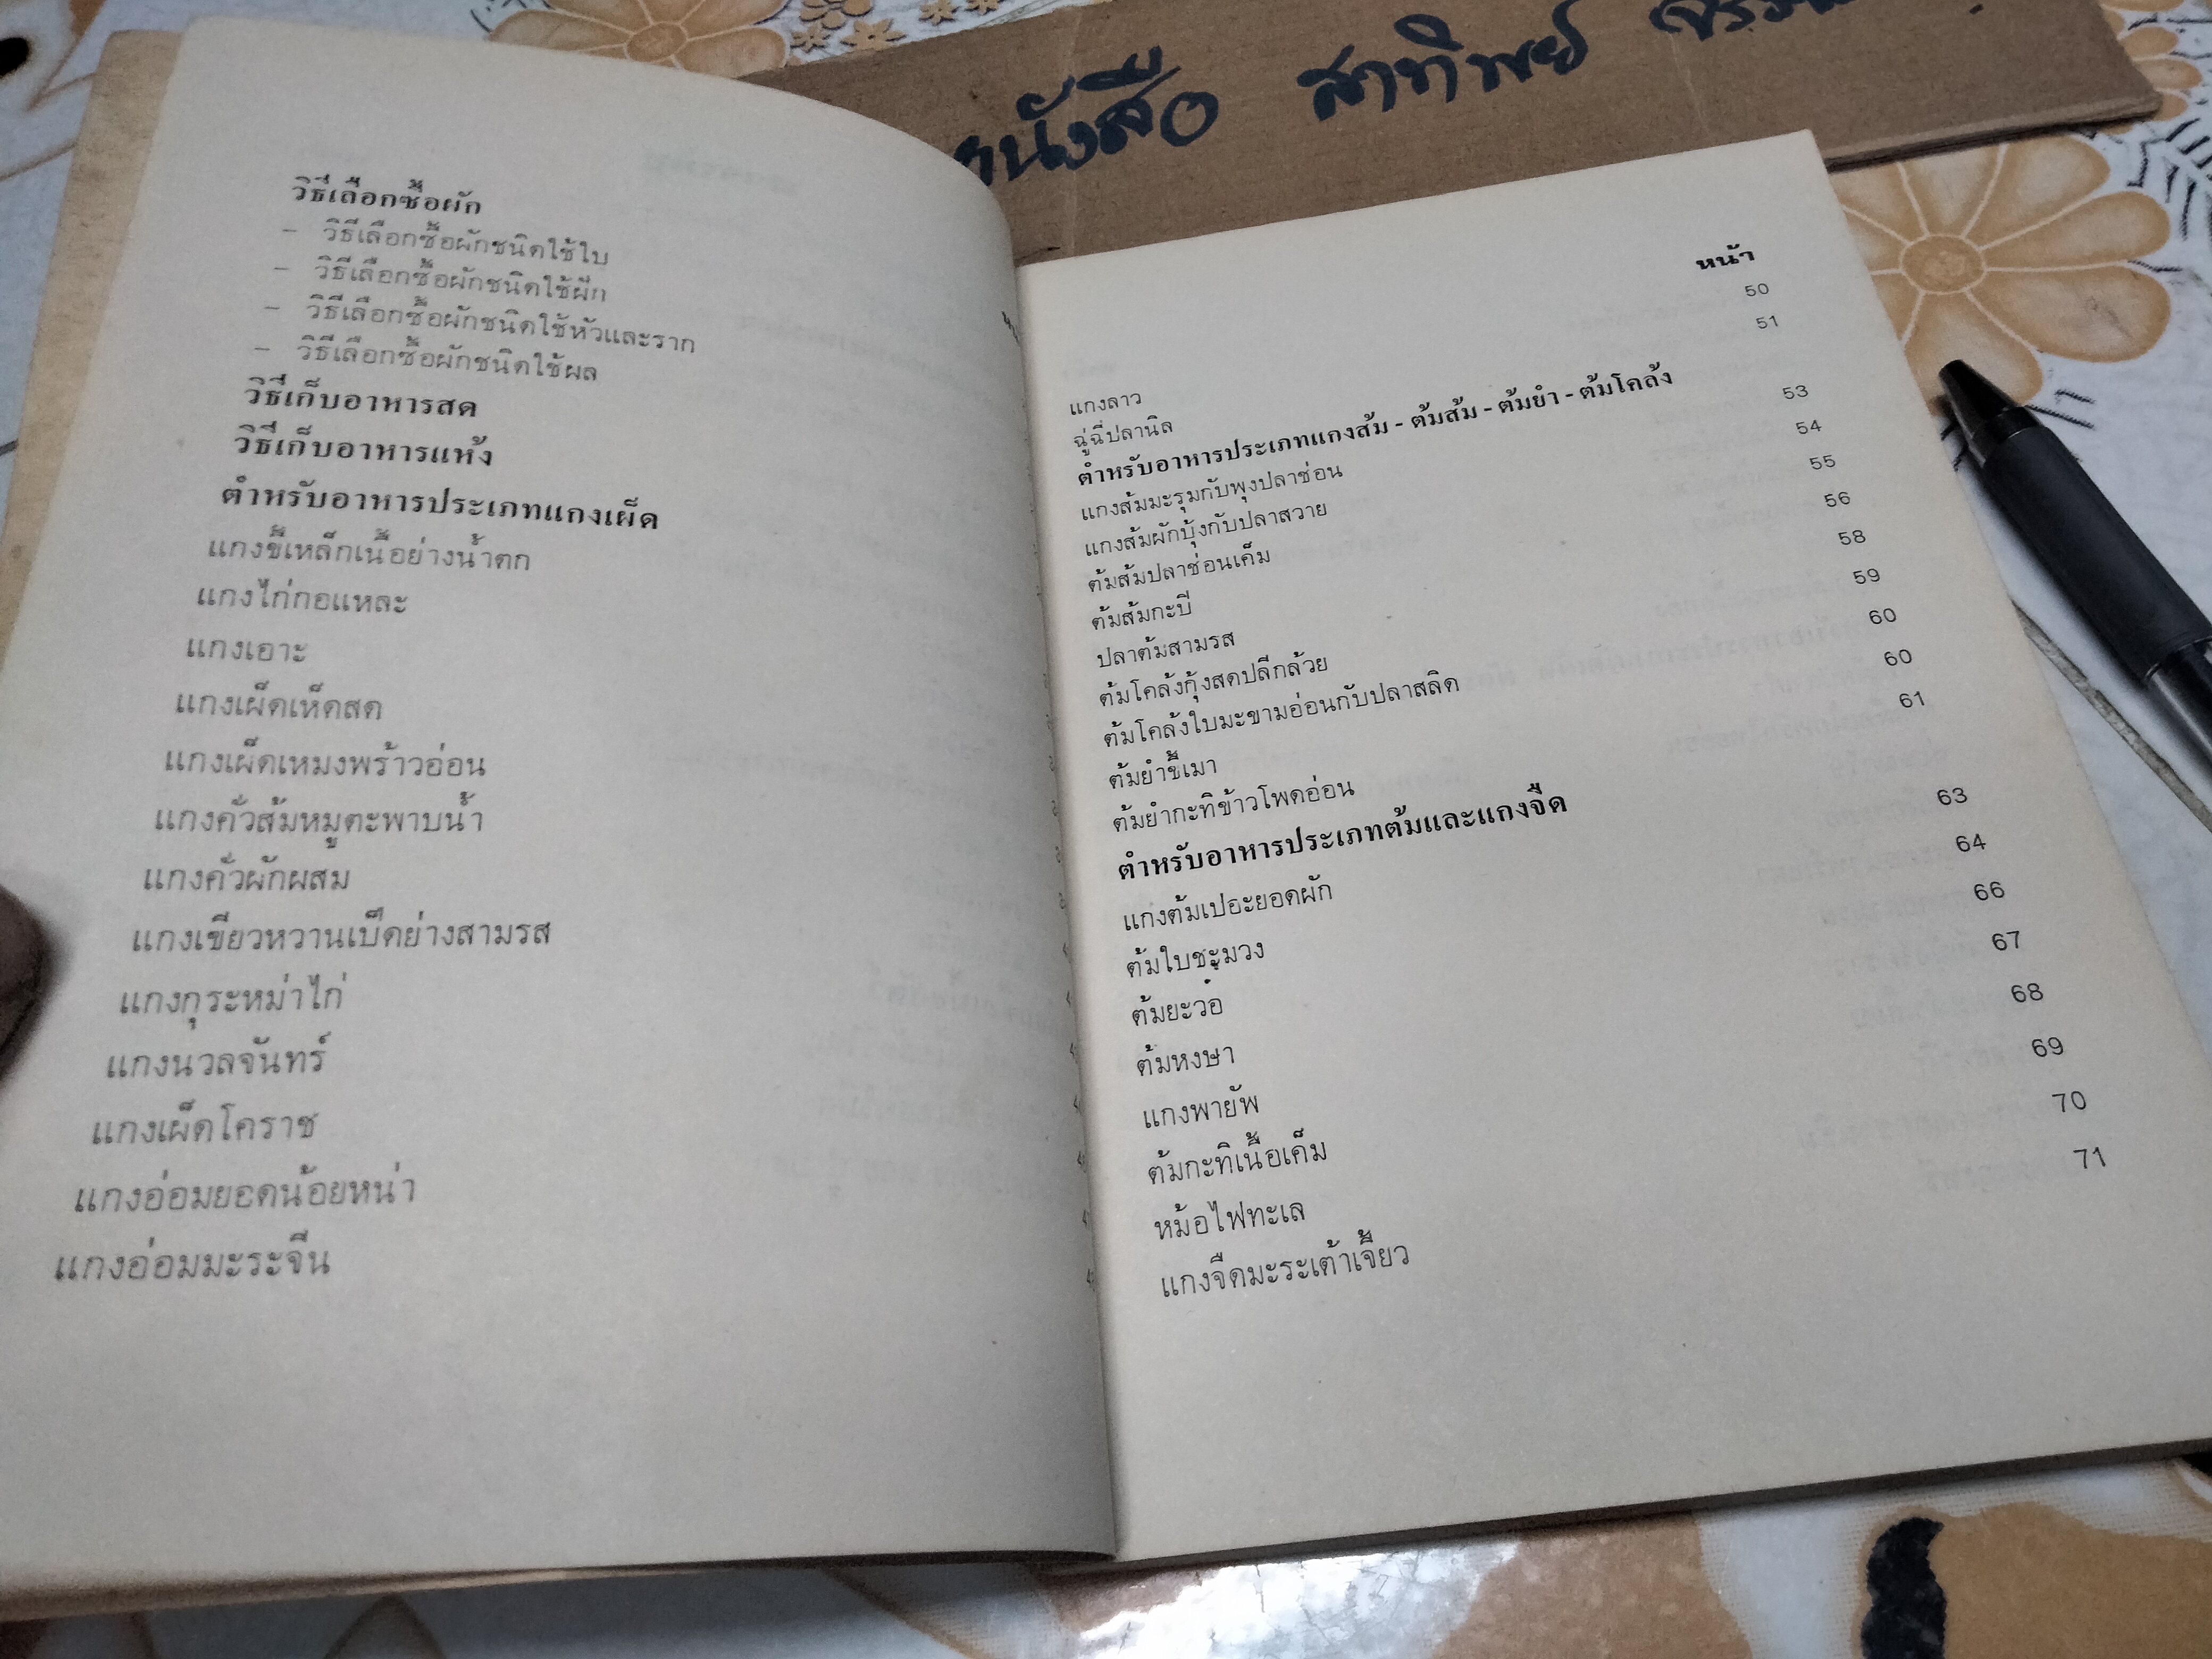 หนังสือ สาทิพย์
วิธีเลือกซื้อผัก
– วิธีเลือกซื้อผักชนิดใช้ใบ
– วิธีเลือกซื้อผักชนิดใช้ฝัก
– วิธีเลือกซื้อผักชนิดใช้หัวและราก
– วิธีเลือกซื้อผักชนิดใช้ผล
วิธีเก็บอาหารสด
วิธีเก็บอาหารแห้ง
ตำหรับอาหารประเภทแกงเผ็ด
แกงขี้เหล็กเนื้อย่างน้ำตก
แกงไก่กอแหละ
แกงเอาะ
แกงเผ็ดเห็ดสด
แกงเผ็ดเหมงพร้าวอ่อน
แกงคั่วส้มหมูตะพาบน้ำ
แกงคั่วผักผสม
แกงเขียวหวานเป็ดย่างสามรส
แกงกุระหม่าไก่
แกงนวลจันทร์
แกงเผ็ดโคราช
แกงอ่อมยอดน้อยหน่า
แกงอ่อมมะระจีน
หน้า
แกงลาว 50
ฉู่ฉี่ปลานิล 51
ตำหรับอาหารประเภทแกงส้ม - ต้มส้ม - ต้มยำ - ต้มโคล้ง
แกงส้มมะรุมกับพุงปลาช่อน 53
แกงส้มผักบุ้งกับปลาสวาย 54
ต้มส้มปลาช่อนเค็ม 55
ต้มส้มกะปี 56
ปลาต้มสามรส 58
ต้มโคล้งกุ้งสดปลีกล้วย 59
ต้มโคล้งใบมะขามอ่อนกับปลาสลิด 60
ต้มยำขี้เมา 60
ต้มยำกะทิข้าวโพดอ่อน 61
ตำหรับอาหารประเภทต้มและแกงจืด
แกงต้มเปอะยอดผัก 63
ต้มใบชะมวง 64
ต้มยะว่อ 66
ต้มหงษา 67
แกงพายัพ 68
ต้มกะทิเนื้อเค็ม 69
หม้อไฟทะเล 70
แกงจืดมะระเต้าเจี้ยว 71